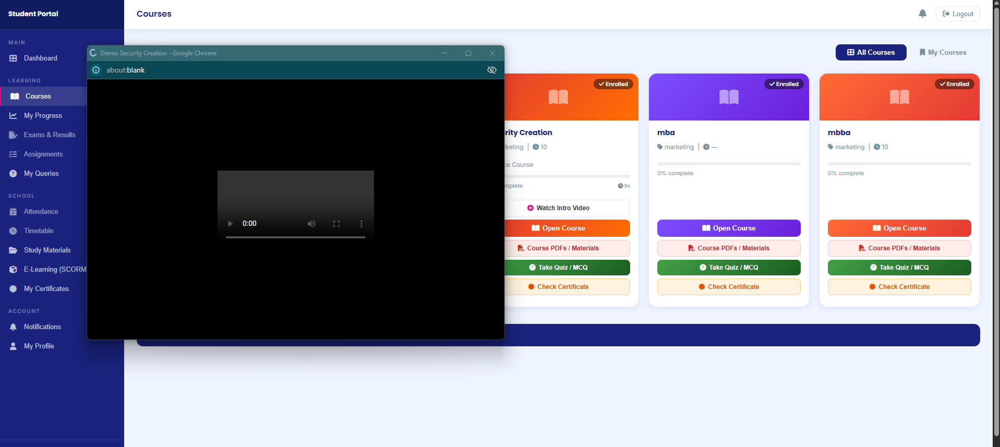 Student Portal
Courses
Logout
MAIN
Dashboard
LEARNING
Courses
My Progress
Exams & Results
Assignments
My Queries
SCHOOL
Attendance
Timetable
Study Materials
E-Learning (SCORM
My Certificates
ACCOUNT
Notifications
My Profile
Demo: Security Creation - Google Chrome
about:blank
0:00
All Courses
My Courses
Enrolled
rity Creation
keting | 10
ce Course
mplete
9s
Watch Intro Video
Open Course
Course PDFs / Materials
Take Quiz / MCQ
Check Certificate
Enrolled
mba
marketing | —
0% complete
Open Course
Course PDFs / Materials
Take Quiz / MCQ
Check Certificate
Enrolled
mbba
marketing | 10
0% complete
Open Course
Course PDFs / Materials
Take Quiz / MCQ
Check Certificate